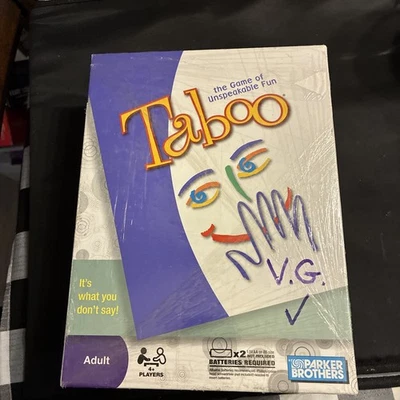 the Game of
Unspeakable Fun
Taboo
V.G.
It's
what you
don't say!
Adult
4+
PLAYERS
x2
BATTERIES REQUIRED
PARKER
BROTHERS